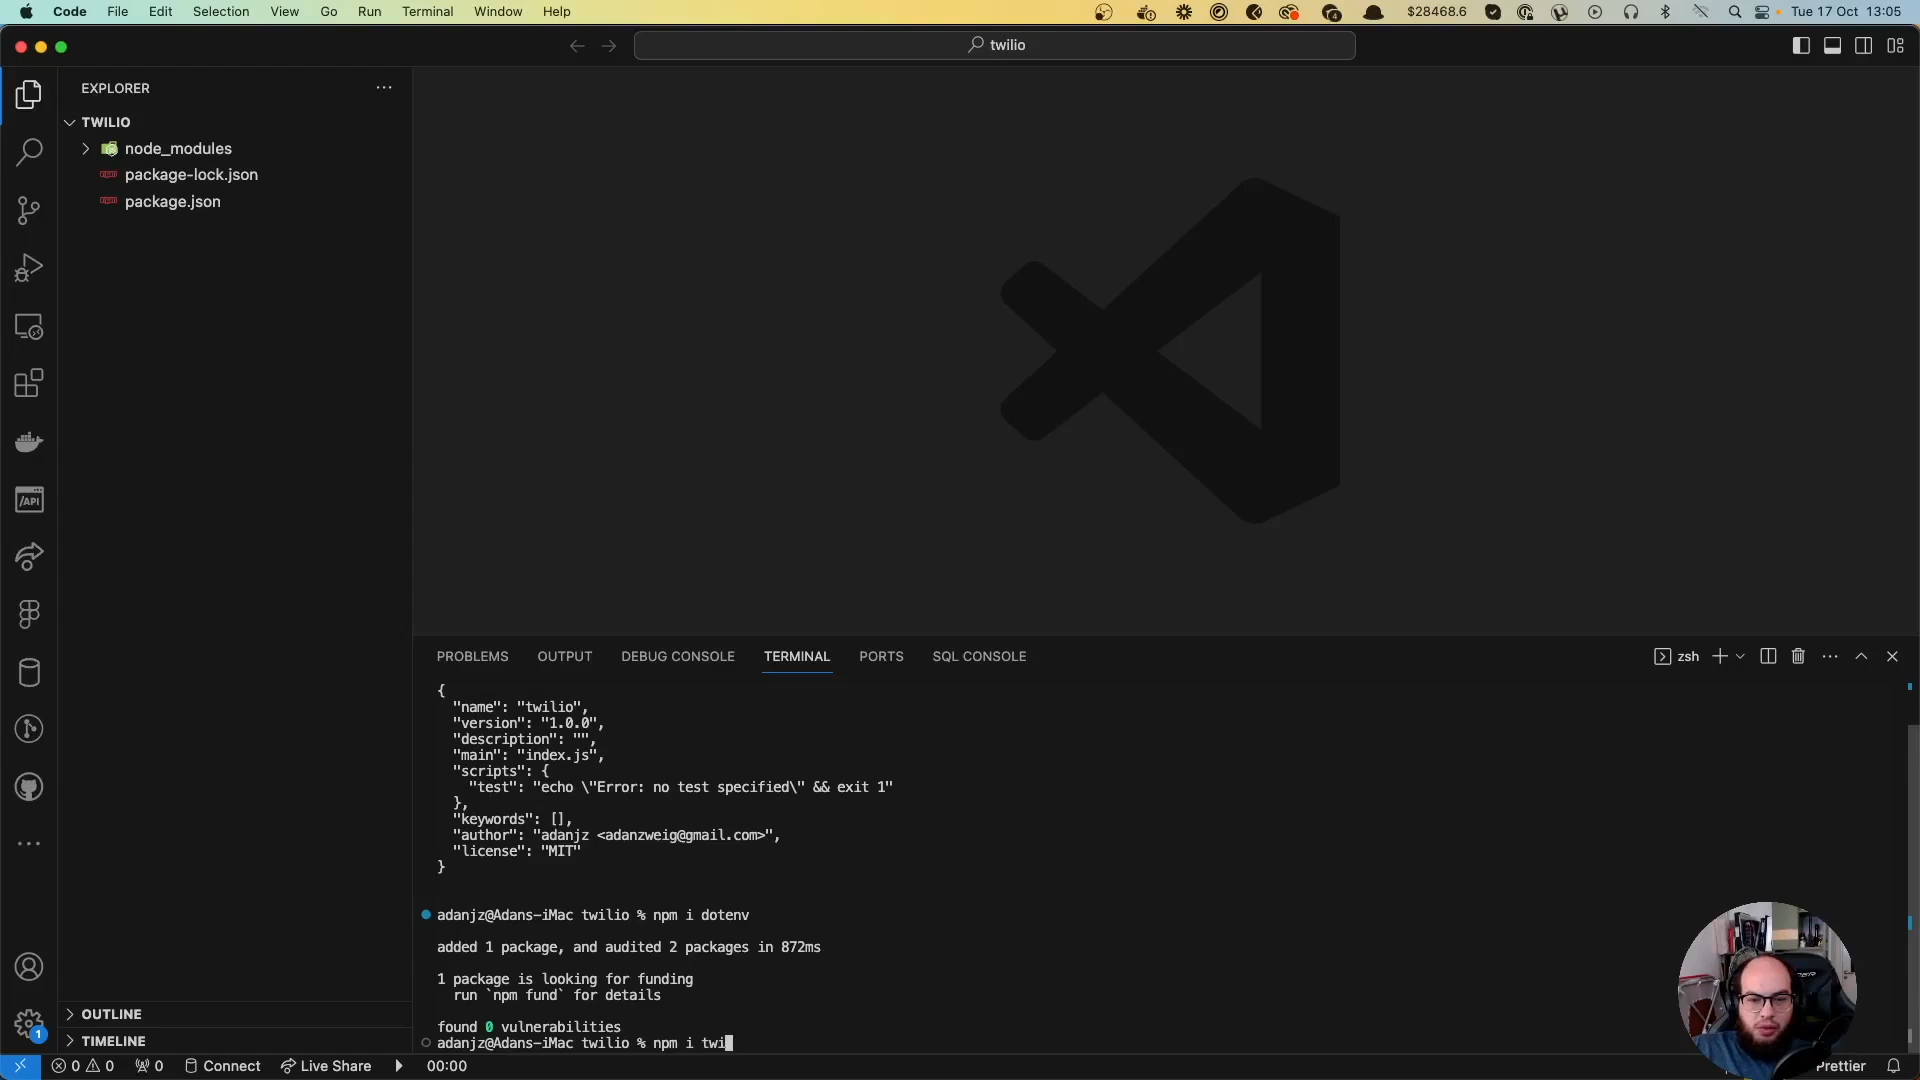 Code File Edit Selection View Go Run Terminal Window Help $28468.6 Tue 17 Oct 13:05
twilio
EXPLORER
TWILIO
node_modules
package-lock.json
package.json
/API
PROBLEMS OUTPUT DEBUG CONSOLE TERMINAL PORTS SQL CONSOLE zsh
{
"name": "twilio",
"version": "1.0.0",
"description": "",
"main": "index.js",
"scripts": {
"test": "echo \"Error: no test specified\" && exit 1"
},
"keywords": [],
"author": "adanjz <adanzweig@gmail.com>",
"license": "MIT"
}
adanjz@Adans-iMac twilio % npm i dotenv
added 1 package, and audited 2 packages in 872ms
1 package is looking for funding
run `npm fund` for details
found 0 vulnerabilities
adanjz@Adans-iMac twilio % npm i twi
OUTLINE
TIMELINE
1
0 0 0 Connect Live Share 00:00 Prettier